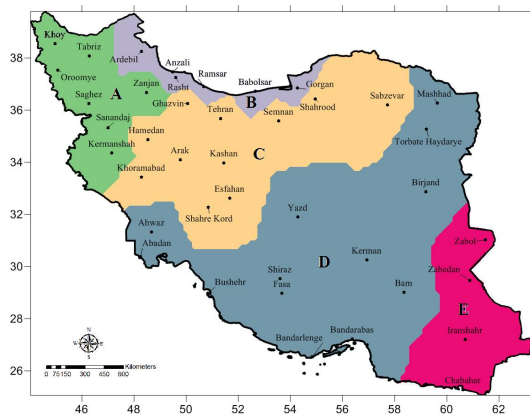 Khoy
Tabriz
Ardebil
Anzali
Rasht
Ramsar
Babolsar
Oroomye
Zanjan
Ghazvin
Gorgan
Saghez
A
B
Tehran
Semnan
Shahrood
Sabzevar
Mashhad
Sanandaj
Hamedan
Torbate Haydarye
Kermanshah
Arak
Kashan
C
Khoramabad
Esfahan
Birjand
Shahre Kord
Yazd
Ahwaz
Abadan
Zabol
Kerman
D
Shiraz
Fasa
Bushehr
Bam
Zahedan
E
Bandarlenge
Bandarabas
Iranshahr
Chabahar
38
36
34
32
30
28
26
46
48
50
52
54
56
58
60
62
N
0
75
150
300
400
500
600
Kilometers